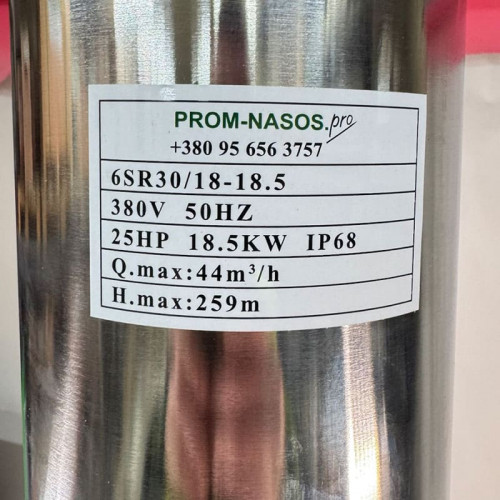 PROM-NASOS.pro
+380 95 656 3757
6SR30/18-18.5
380V 50HZ
25HP 18.5KW IP68
Q.max:44m³/h
H.max:259m